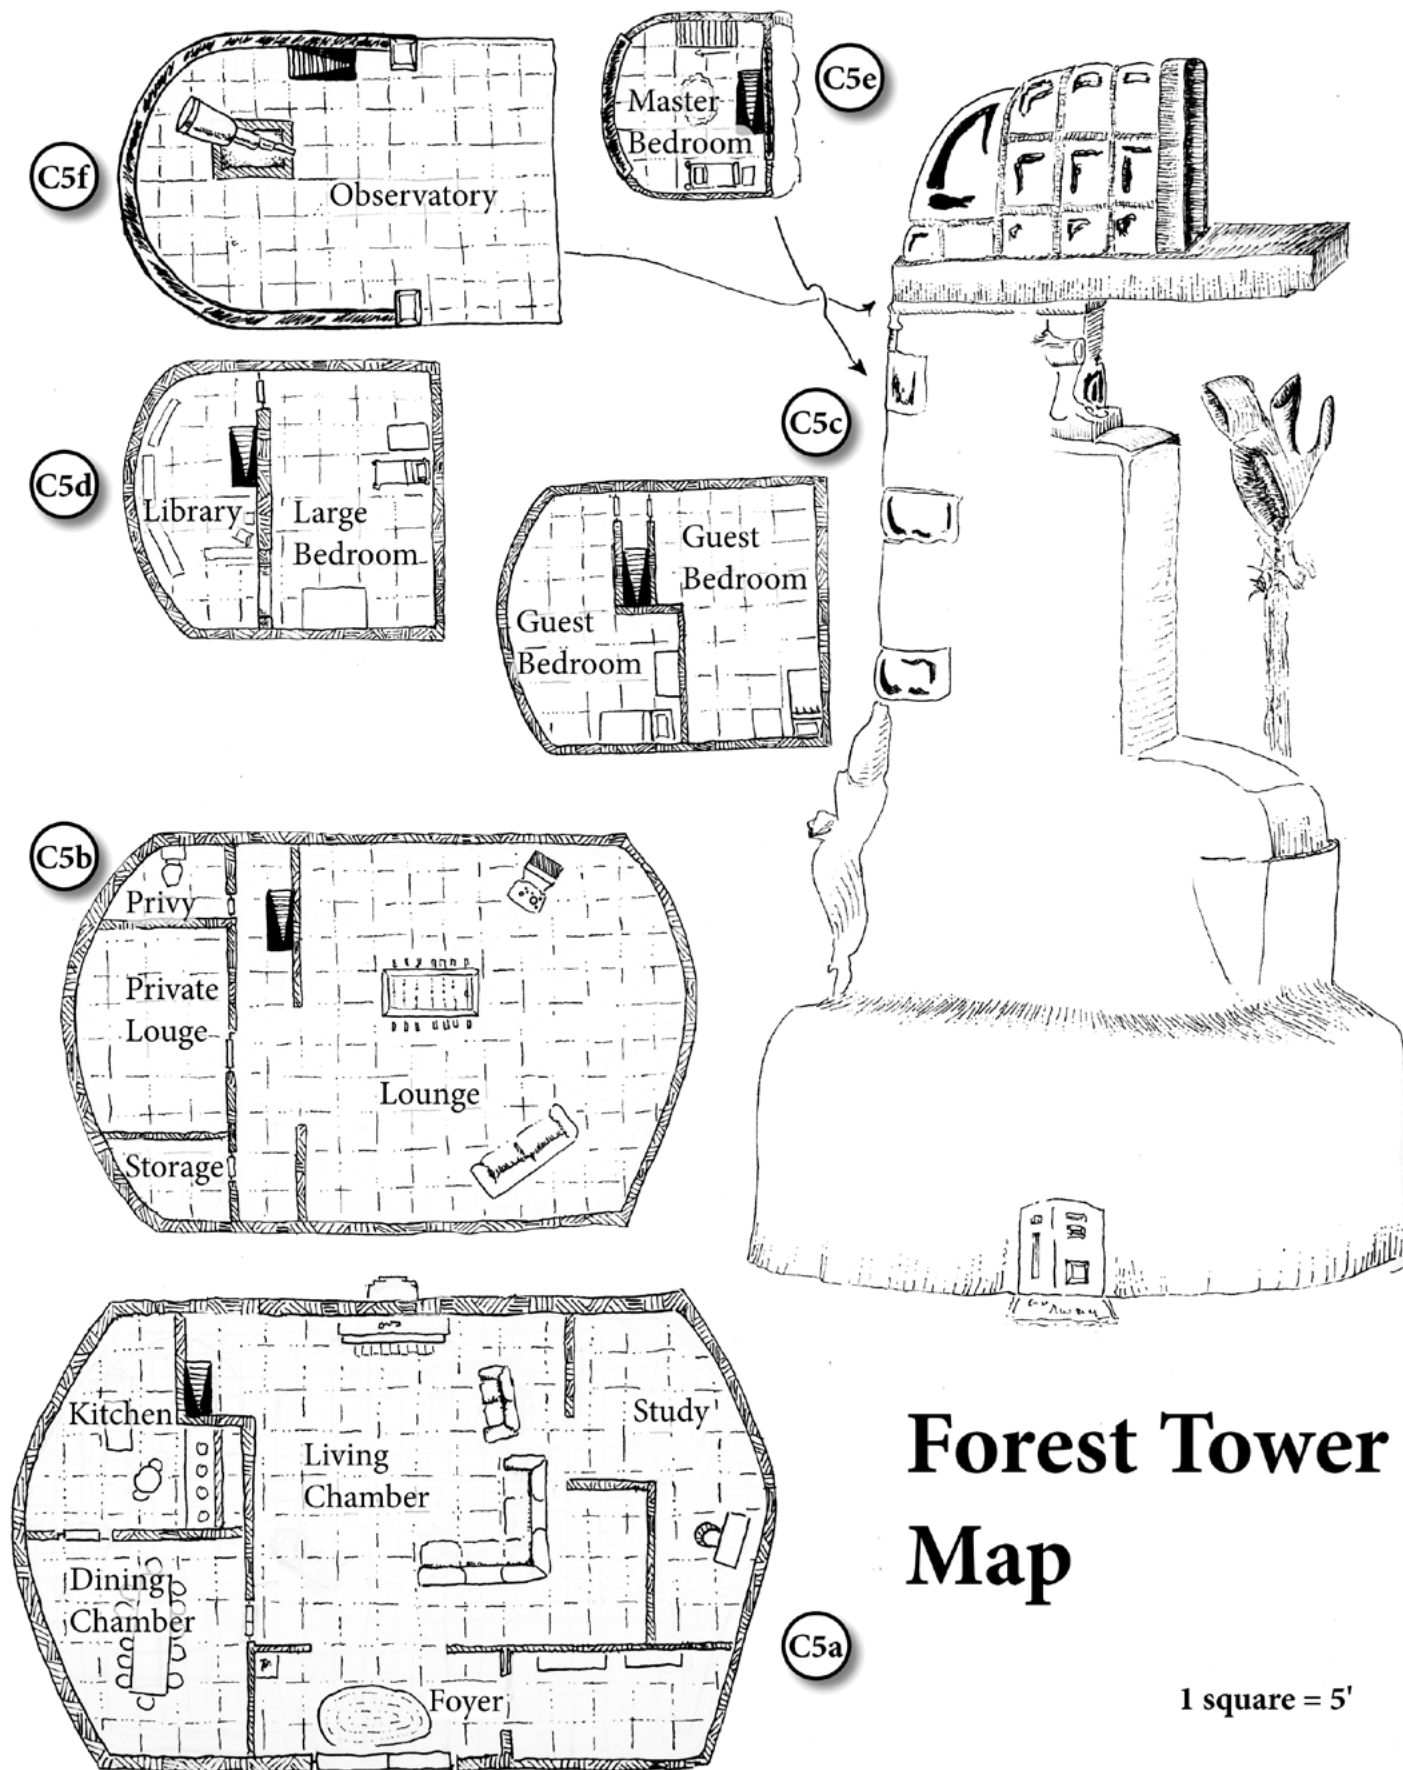 C5f
Observatory
C5e
Master
Bedroom
C5d
Library
Large
Bedroom
C5c
Guest
Bedroom
Guest
Bedroom
C5b
Privy
Private
Louge
Storage
Lounge
Kitchen
Living
Chamber
Study
Dining
Chamber
Foyer
C5a
Forest Tower
Map
1 square = 5'